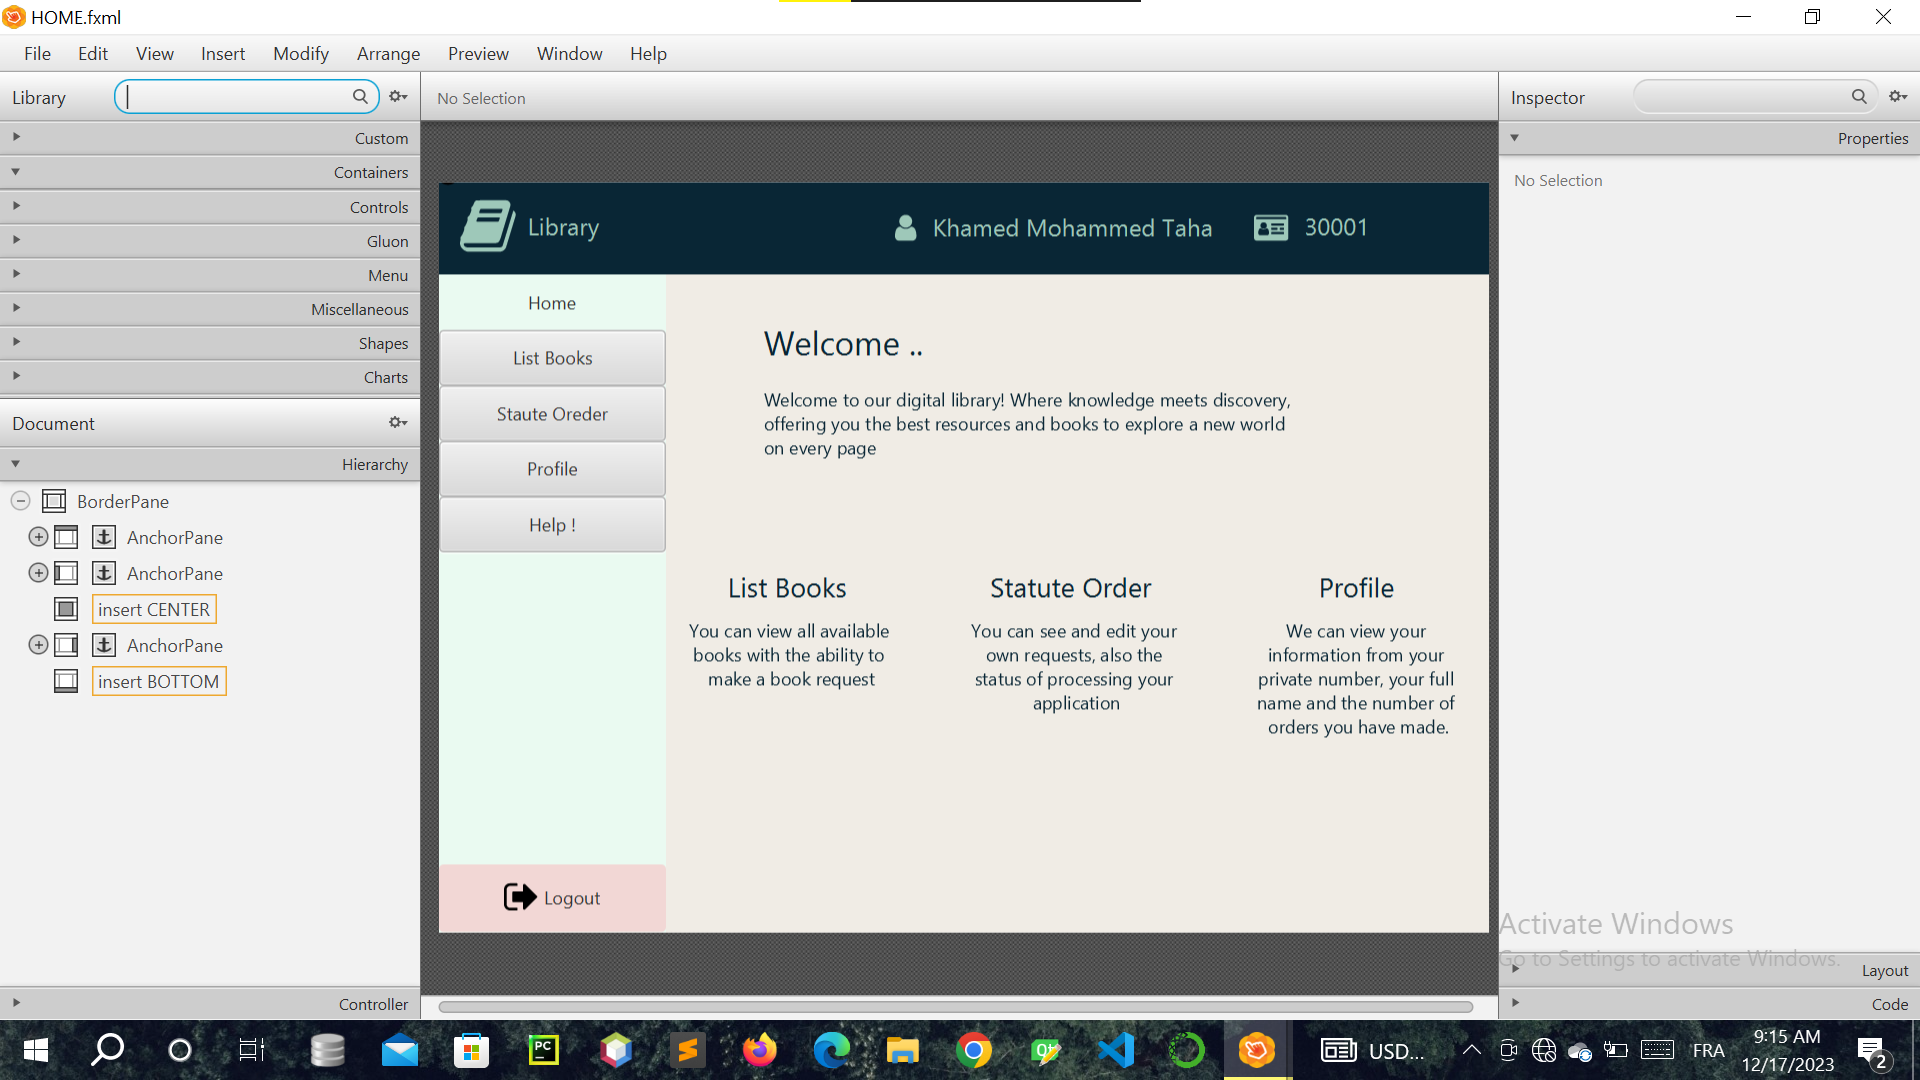 HOME.fxml
File Edit View Insert Modify Arrange Preview Window Help
Library
No Selection
Inspector
Custom
Containers
Controls
Gluon
Menu
Miscellaneous
Shapes
Charts
Document
Hierarchy
BorderPane
AnchorPane
AnchorPane
insert CENTER
AnchorPane
insert BOTTOM
Controller
Library
Khamed Mohammed Taha
30001
Home
List Books
Staute Oreder
Profile
Help !
Logout
Welcome ..
Welcome to our digital library! Where knowledge meets discovery,
offering you the best resources and books to explore a new world
on every page
List Books
You can view all available
books with the ability to
make a book request
Statute Order
You can see and edit your
own requests, also the
status of processing your
application
Profile
We can view your
information from your
private number, your full
name and the number of
orders you have made.
Properties
No Selection
Activate Windows
Go to Settings to activate Windows.
Layout
Code
PC
Qt
USD...
FRA
9:15 AM
12/17/2023
2